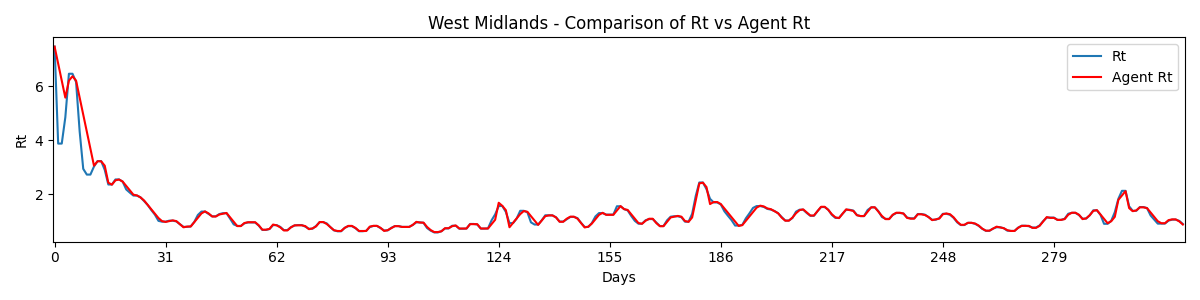 West Midlands - Comparison of Rt vs Agent Rt
Rt
Agent Rt
6
4
2
Rt
0 31 62 93 124 155 186 217 248 279
Days